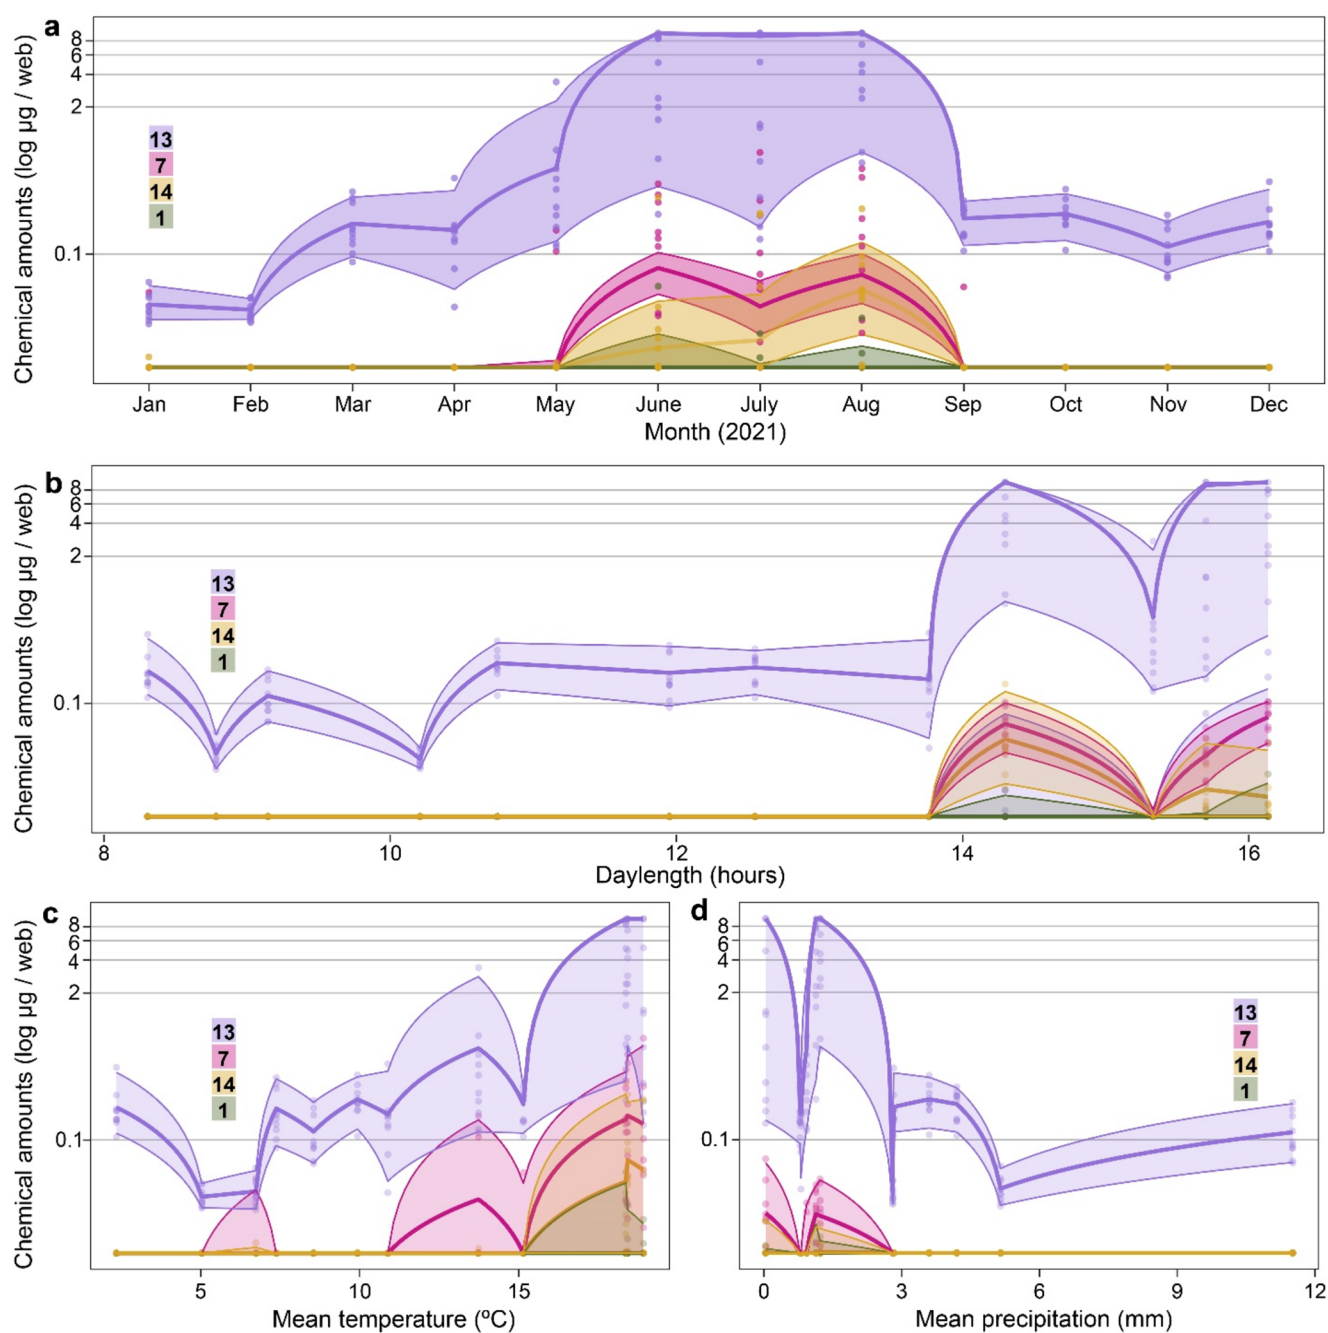 a
Chemical amounts (log µg / web)
8
6
4
2
0.1
13
7
14
1
Jan Feb Mar Apr May June July Aug Sep Oct Nov Dec
Month (2021)
b
Chemical amounts (log µg / web)
8
6
4
2
0.1
13
7
14
1
8 10 12 14 16
Daylength (hours)
c
Chemical amounts (log µg / web)
8
6
4
2
0.1
13
7
14
1
5 10 15
Mean temperature (ºC)
d
8
6
4
2
0.1
13
7
14
1
0 3 6 9 12
Mean precipitation (mm)